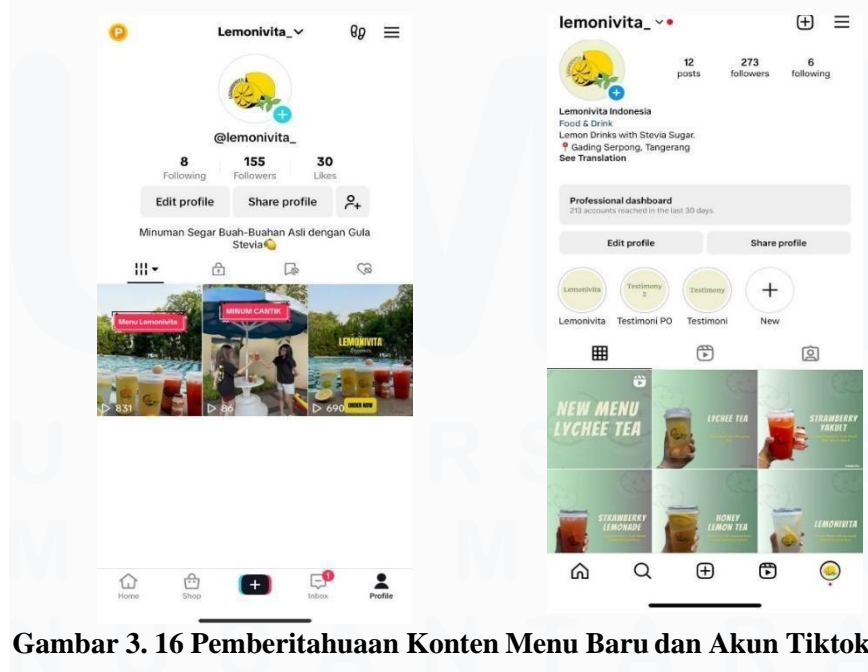 Lemonivita_
@lemonivita_
8 155 30
Following Followers Likes
Edit profile Share profile
Minuman Segar Buah-Buahan Asli dengan Gula
Stevia🍋
Menu Lemonivita
MINUM CANTIK
LEMONIVITA
ORDER NOW
831
86
690
Home Shop Inbox Profile
1
lemonivita_
12 273 6
posts followers following
Lemonivita Indonesia
Food & Drink
Lemon Drinks with Stevia Sugar.
📍 Gading Serpong, Tangerang
See Translation
Professional dashboard
213 accounts reached in the last 30 days.
Edit profile Share profile
Lemonivita
Testimony
2
Testimony
Lemonivita Testimoni PO Testimoni New
NEW MENU
LYCHEE TEA
LYCHEE TEA
STRAWBERRY
YAKULT
STRAWBERRY
LEMONADE
HONEY
LEMON TEA
LEMONIVITA
Gambar 3. 16 Pemberitahuaan Konten Menu Baru dan Akun Tiktok